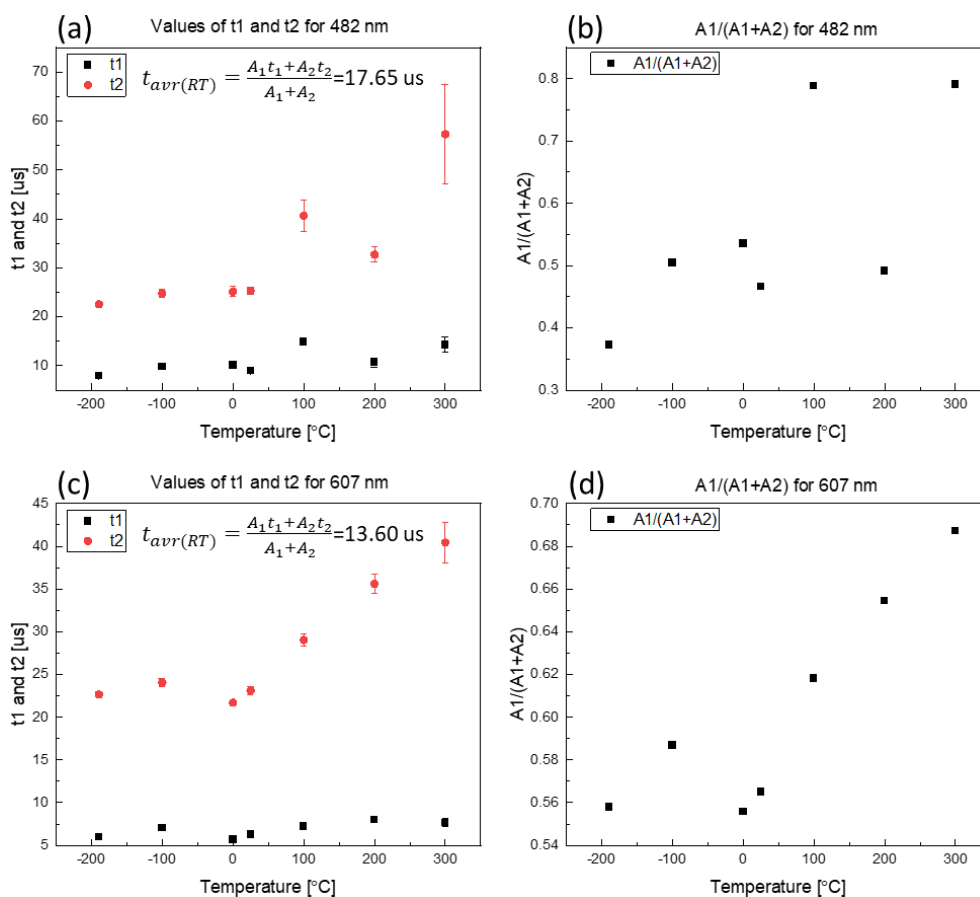 (a) Values of t1 and t2 for 482 nm
t1
t2
t_avr(RT) = (A₁t₁+A₂t₂)/(A₁+A₂) =17.65 us
t1 and t2 [us]
70
60
50
40
30
20
10
-200 -100 0 100 200 300
Temperature [°C]
(b) A1/(A1+A2) for 482 nm
A1/(A1+A2)
A1/(A1+A2)
0.8
0.7
0.6
0.5
0.4
0.3
-200 -100 0 100 200 300
Temperature [°C]
(c) Values of t1 and t2 for 607 nm
t1
t2
t_avr(RT) = (A₁t₁+A₂t₂)/(A₁+A₂) =13.60 us
t1 and t2 [us]
45
40
35
30
25
20
15
10
5
-200 -100 0 100 200 300
Temperature [°C]
(d) A1/(A1+A2) for 607 nm
A1/(A1+A2)
A1/(A1+A2)
0.70
0.68
0.66
0.64
0.62
0.60
0.58
0.56
0.54
-200 -100 0 100 200 300
Temperature [°C]